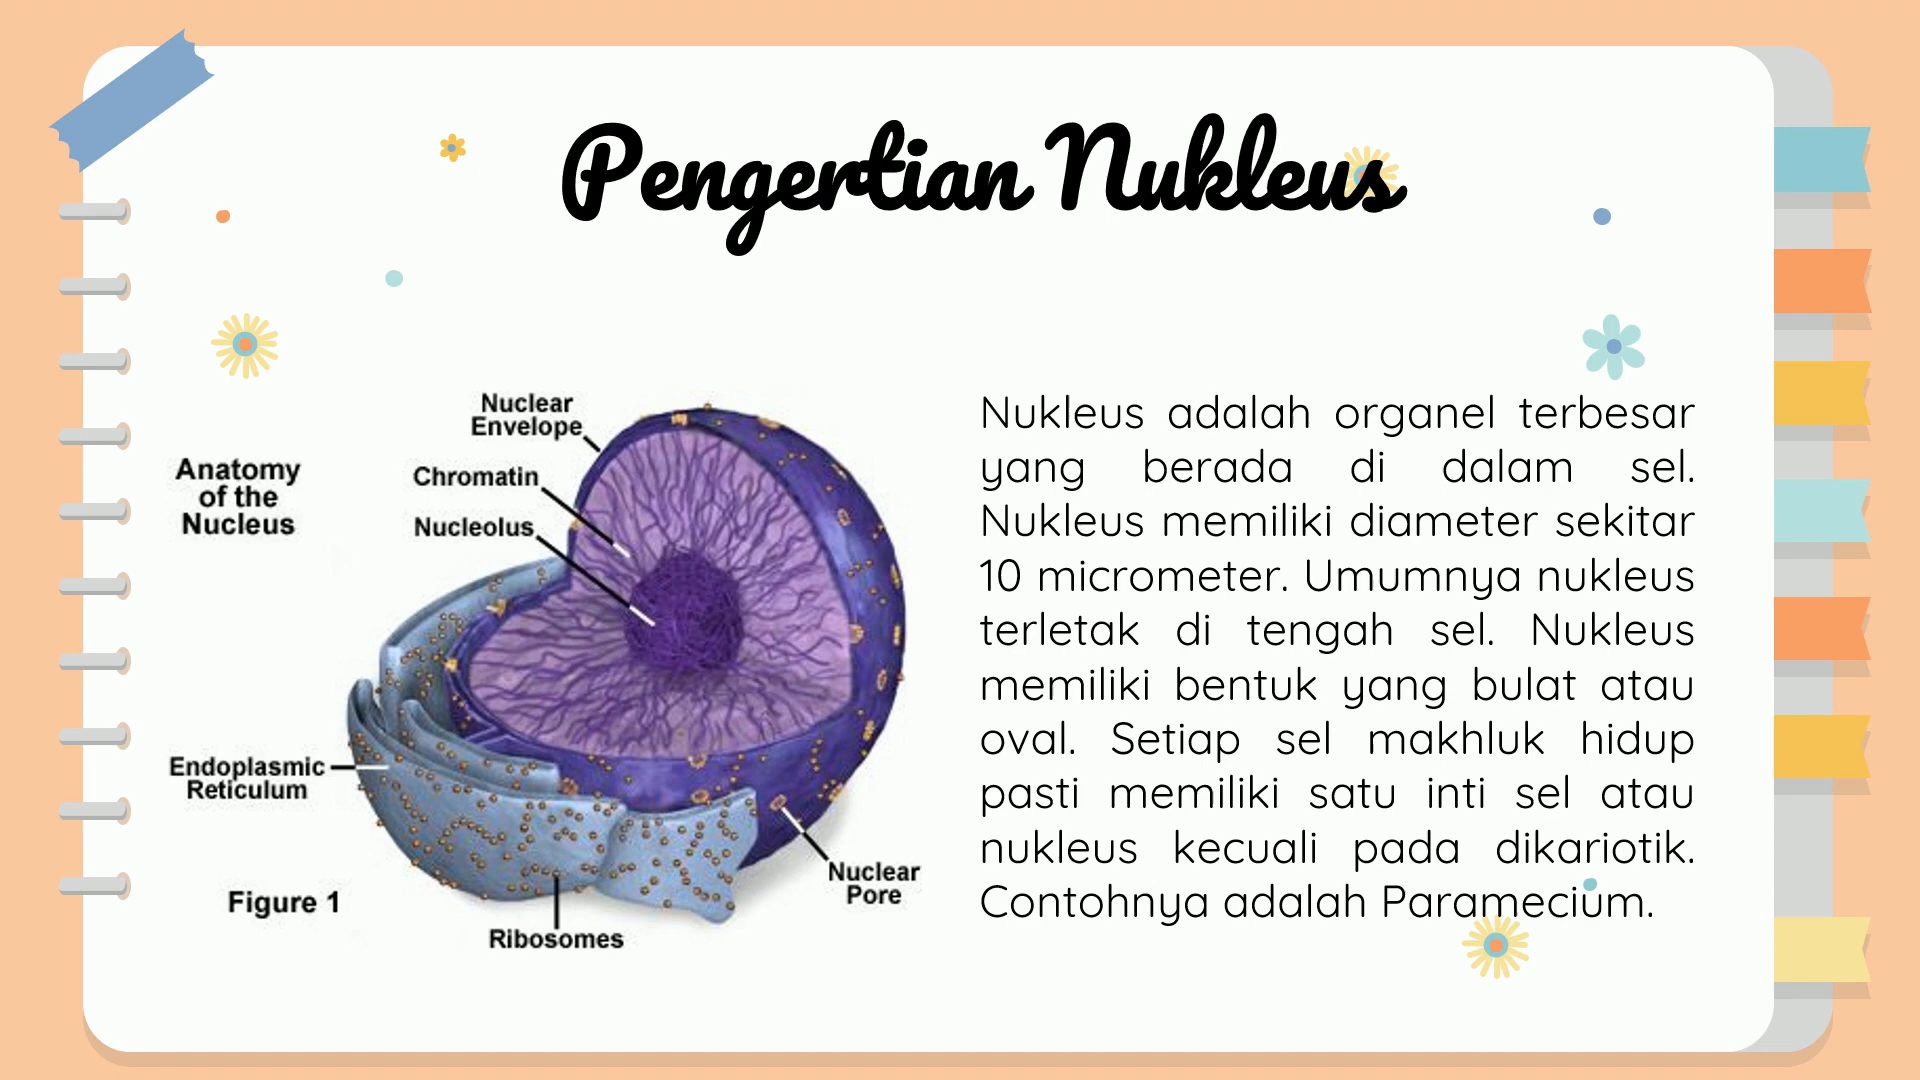 Pengertian Nukleus
Nuclear
Envelope
Chromatin
Anatomy
of the
Nucleus
Nucleolus
Endoplasmic
Reticulum
Nuclear
Pore
Figure 1
Ribosomes
Nukleus adalah organel terbesar
yang berada di dalam sel.
Nukleus memiliki diameter sekitar
10 micrometer. Umumnya nukleus
terletak di tengah sel. Nukleus
memiliki bentuk yang bulat atau
oval. Setiap sel makhluk hidup
pasti memiliki satu inti sel atau
nukleus kecuali pada dikariotik.
Contohnya adalah Paramecium.